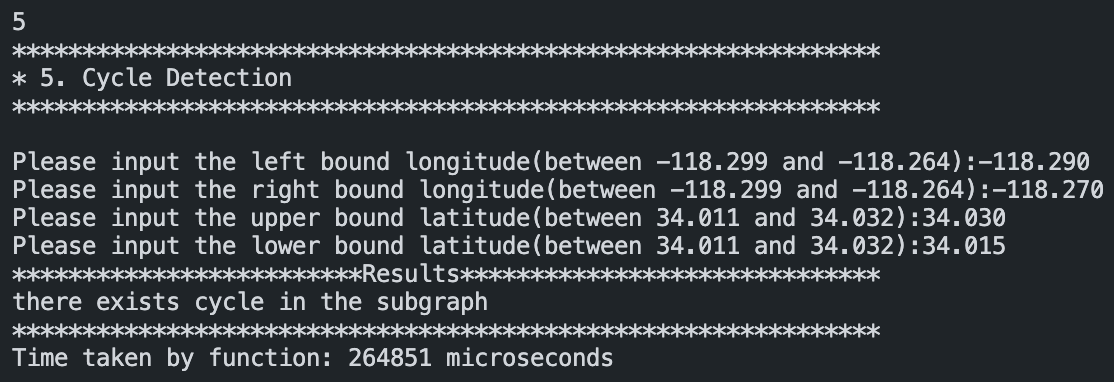 5
**************************************************************
* 5. Cycle Detection
**************************************************************
Please input the left bound longitude(between -118.299 and -118.264):-118.290
Please input the right bound longitude(between -118.299 and -118.264):-118.270
Please input the upper bound latitude(between 34.011 and 34.032):34.030
Please input the lower bound latitude(between 34.011 and 34.032):34.015
*************************Results******************************
there exists cycle in the subgraph
**************************************************************
Time taken by function: 264851 microseconds